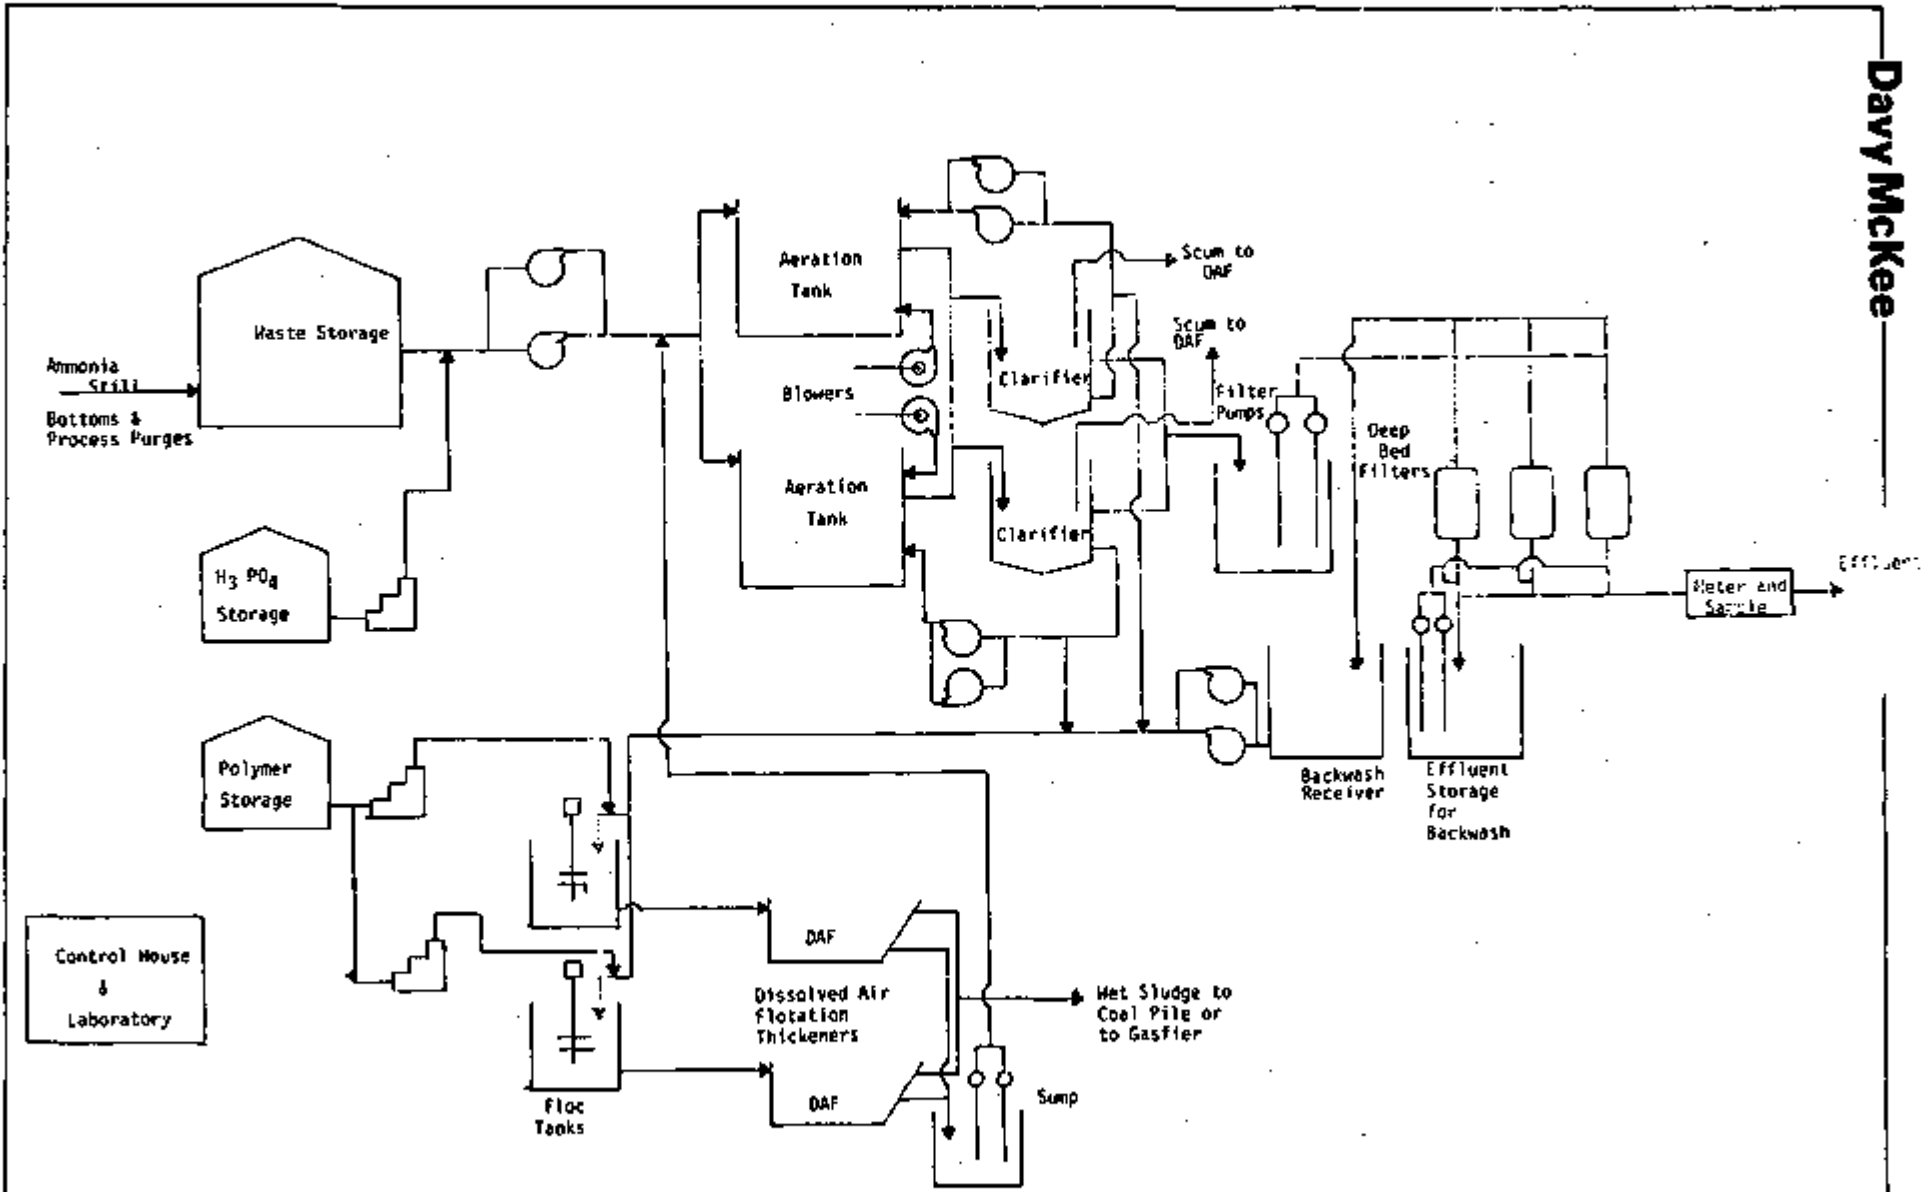 Davy McKee
Aeration
Tank
Scum to
DAF
Waste Storage
Scum to
DAF
Ammonia
Still
Bottoms &
Process Purges
Blowers
Clarifier
Filter
Pumps
Deep
Bed
Filters
Aeration
Tank
Clarifier
Effluent
H3 PO4
Storage
Meter and
Sample
Polymer
Storage
Backwash
Receiver
Effluent
Storage
for
Backwash
Control House
&
Laboratory
DAF
Dissolved Air
Flotation
Thickeners
Wet Sludge to
Coal Pile or
to Gasfier
Floc
Tanks
DAF
Sump